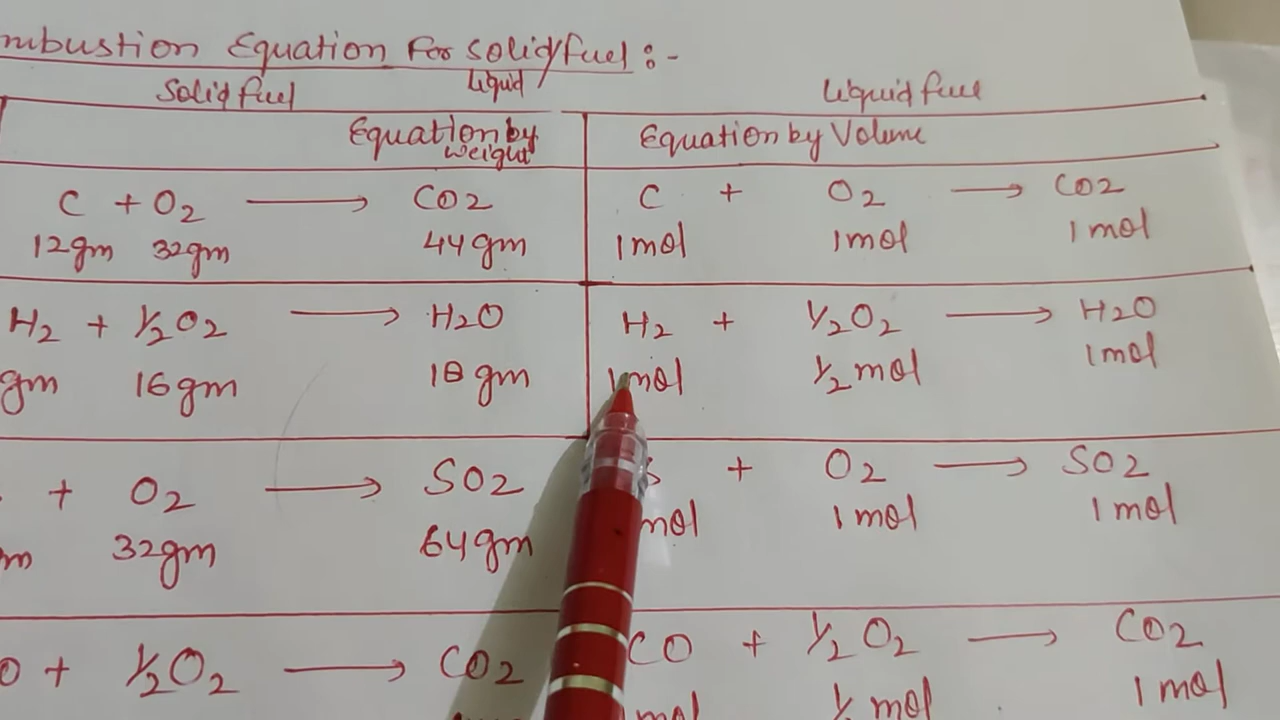 mbustion Equation For solid/fuel :-
Liquid
Solid fuel
Liquid fuel
Equation by weight
Equation by Volume
C + O2 → CO2
C + O2 → CO2
12gm 32gm 44gm
1mol 1mol 1mol
H2 + 1/2O2 → H2O
H2 + 1/2O2 → H2O
gm 16gm 18gm
1mol 1/2mol 1mol
+ O2 → SO2
S + O2 → SO2
m 32gm 64gm
mol 1mol 1mol
O + 1/2O2 → CO2
CO + 1/2O2 → CO2
1mol 1/2mol 1mol